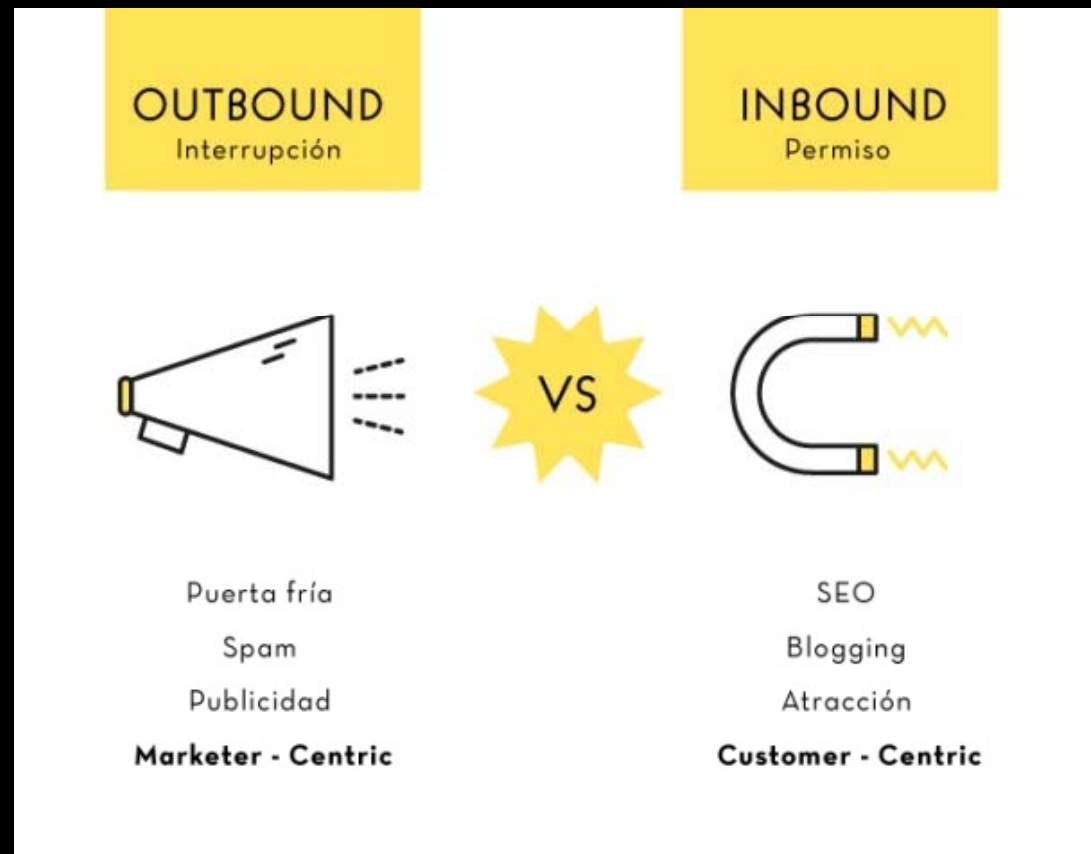 OUTBOUND
Interrupción
INBOUND
Permiso
VS
Puerta fría
Spam
Publicidad
Marketer - Centric
SEO
Blogging
Atracción
Customer - Centric